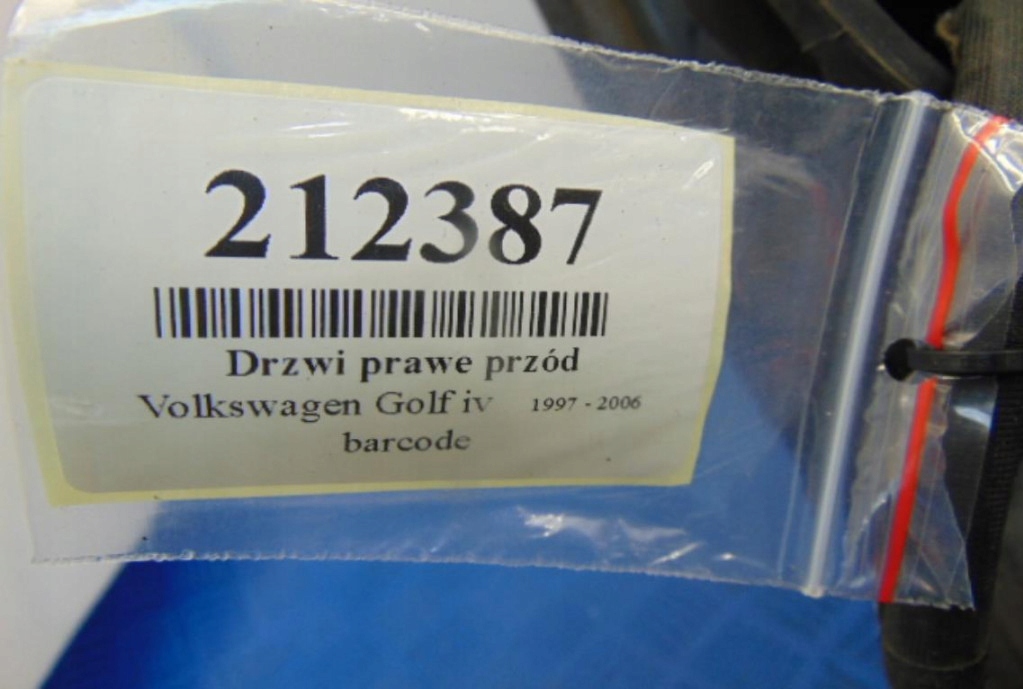 212387
Drzwi prawe przód
Volkswagen Golf iv 1997 - 2006
barcode